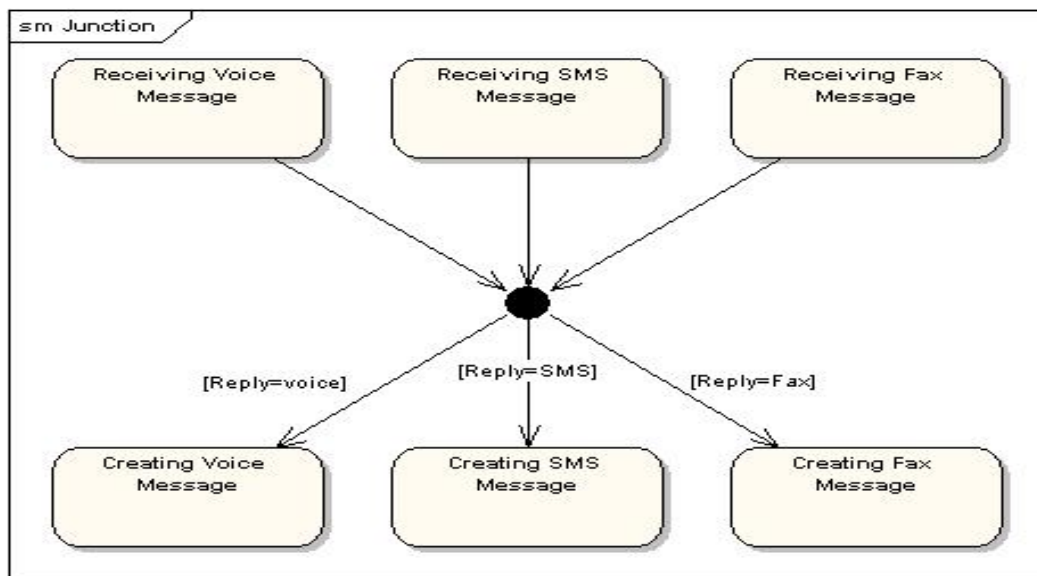 sm Junction
Receiving Voice
Message
Receiving SMS
Message
Receiving Fax
Message
[Reply=voice]
[Reply=SMS]
[Reply=Fax]
Creating Voice
Message
Creating SMS
Message
Creating Fax
Message